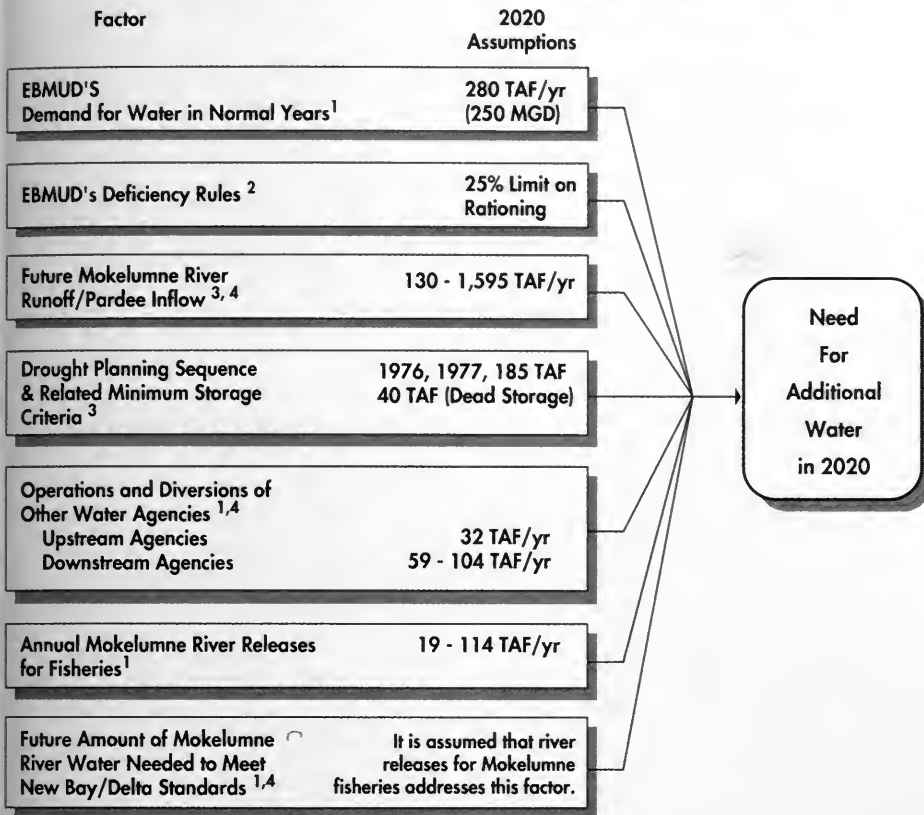 Factor
2020
Assumptions
EBMUD'S
Demand for Water in Normal Years¹
280 TAF/yr
(250 MGD)
EBMUD's Deficiency Rules ²
25% Limit on
Rationing
Future Mokelumne River
Runoff/Pardee Inflow ³, ⁴
130 - 1,595 TAF/yr
Drought Planning Sequence
& Related Minimum Storage
Criteria ³
1976, 1977, 185 TAF
40 TAF (Dead Storage)
Operations and Diversions of
Other Water Agencies ¹,⁴
Upstream Agencies 32 TAF/yr
Downstream Agencies 59 - 104 TAF/yr
Annual Mokelumne River Releases
for Fisheries¹
19 - 114 TAF/yr
Future Amount of Mokelumne
River Water Needed to Meet
New Bay/Delta Standards ¹,⁴
It is assumed that river
releases for Mokelumne
fisheries addresses this factor.
Need
For
Additional
Water
in 2020